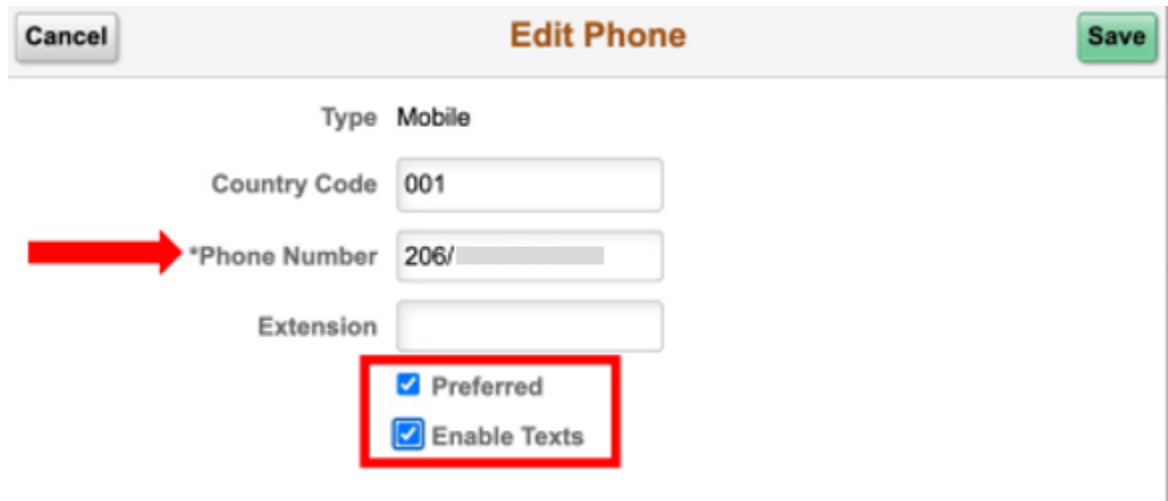 Cancel Edit Phone Save
Type Mobile
Country Code 001
*Phone Number 206/
Extension
Preferred
Enable Texts